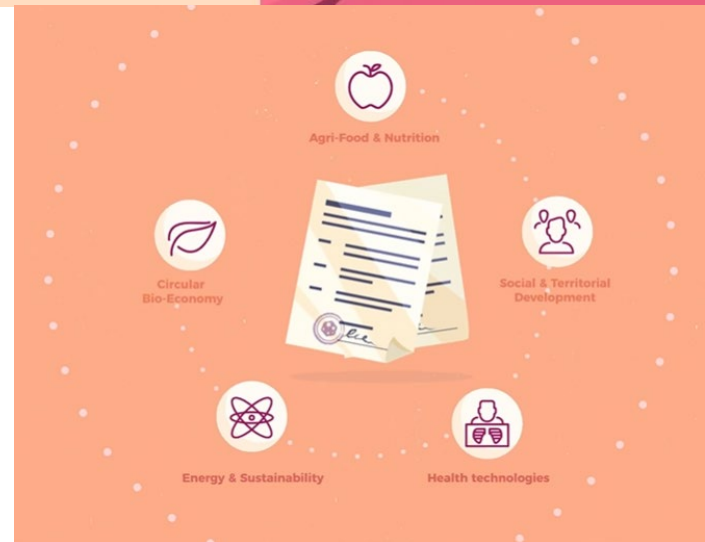 Agri-Food & Nutrition
Circular
Bio-Economy
Social & Territorial
Development
Energy & Sustainability
Health technologies